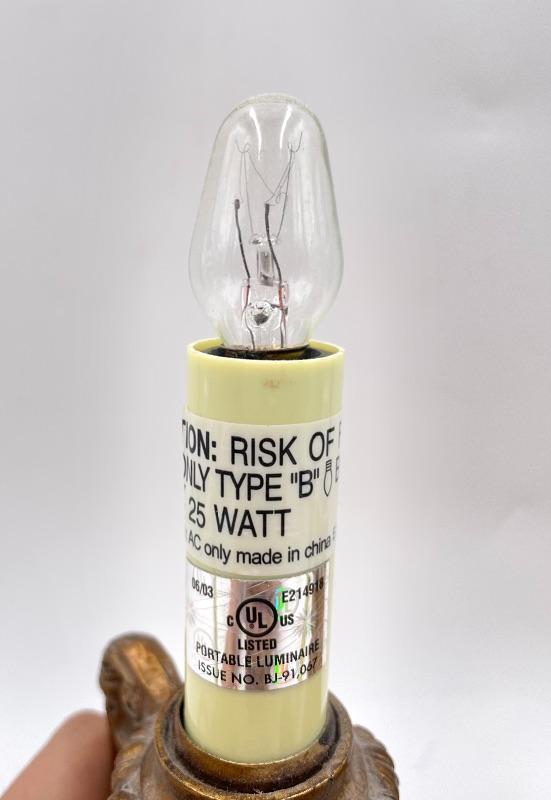 TION: RISK OF
ONLY TYPE "B"
25 WATT
AC only made in china
06/03 E214918
C UL US
LISTED
PORTABLE LUMINAIRE
ISSUE NO. BJ-91,067